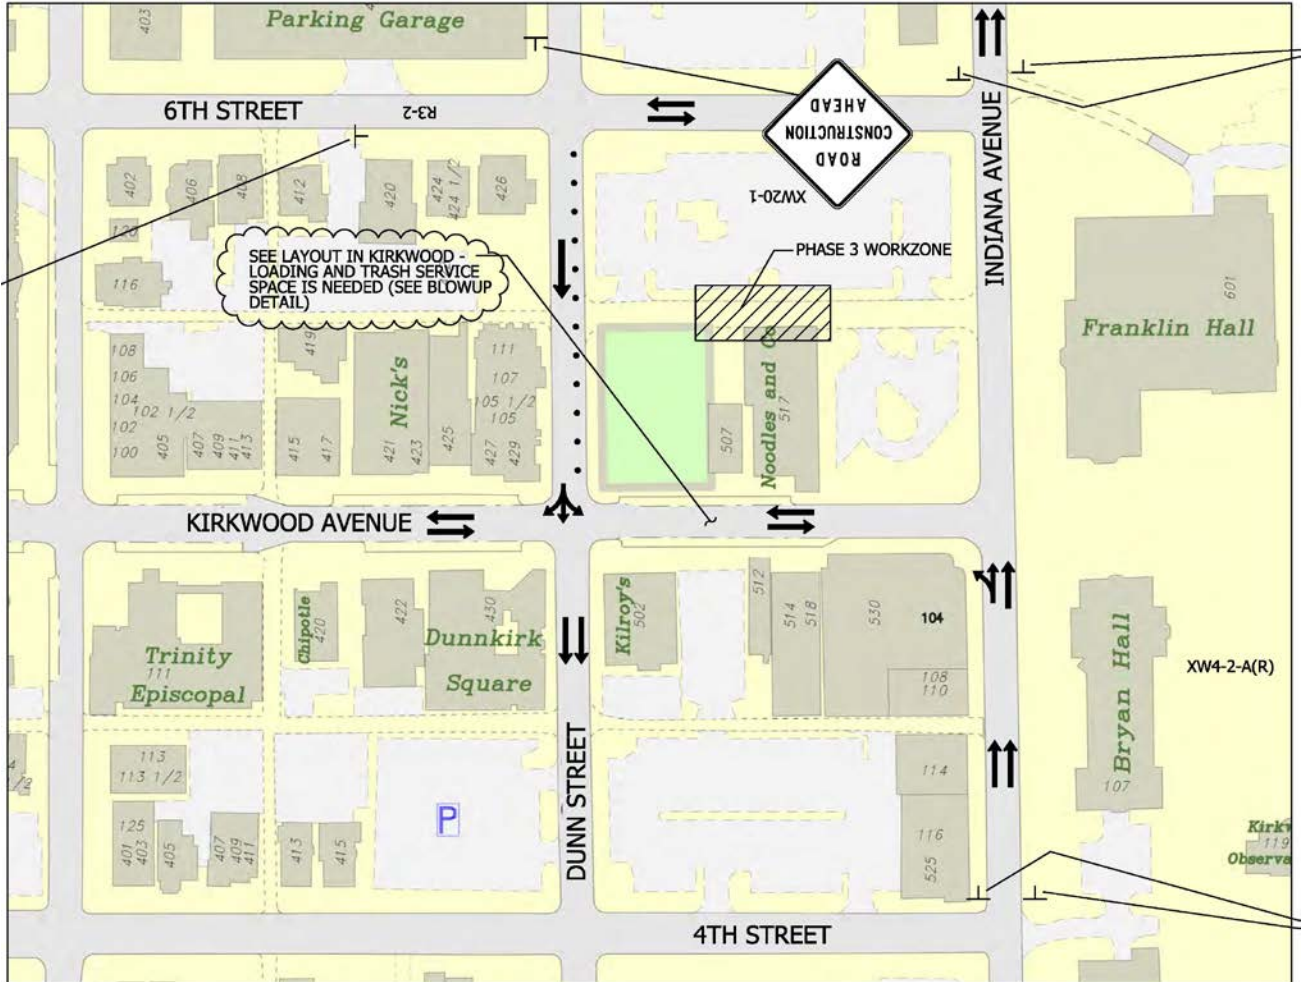 403
Parking Garage
6TH STREET
R3-2
ROAD
CONSTRUCTION
AHEAD
XW20-1
INDIANA AVENUE
402
406
408
412
420
424
424 1/2
426
120
116
SEE LAYOUT IN KIRKWOOD -
LOADING AND TRASH SERVICE
SPACE IS NEEDED (SEE BLOWUP
DETAIL)
PHASE 3 WORKZONE
601
Franklin Hall
108
106
104
102 1/2
102
100
405
407
409
411
413
419
415
417
Nick's
421
423
425
111
107
105 1/2
105
427
429
507
Noodles and Co
517
KIRKWOOD AVENUE
Trinity
111
Episcopal
Chipotle
420
422
430
Dunnkirk
Square
Kilroy's
502
512
514
518
530
104
108
110
Bryan Hall
107
XW4-2-A(R)
DUNN STREET
113
113 1/2
1/2
125
401
403
405
407
409
411
413
415
P
114
116
525
Kirkw
119
Observa
4TH STREET